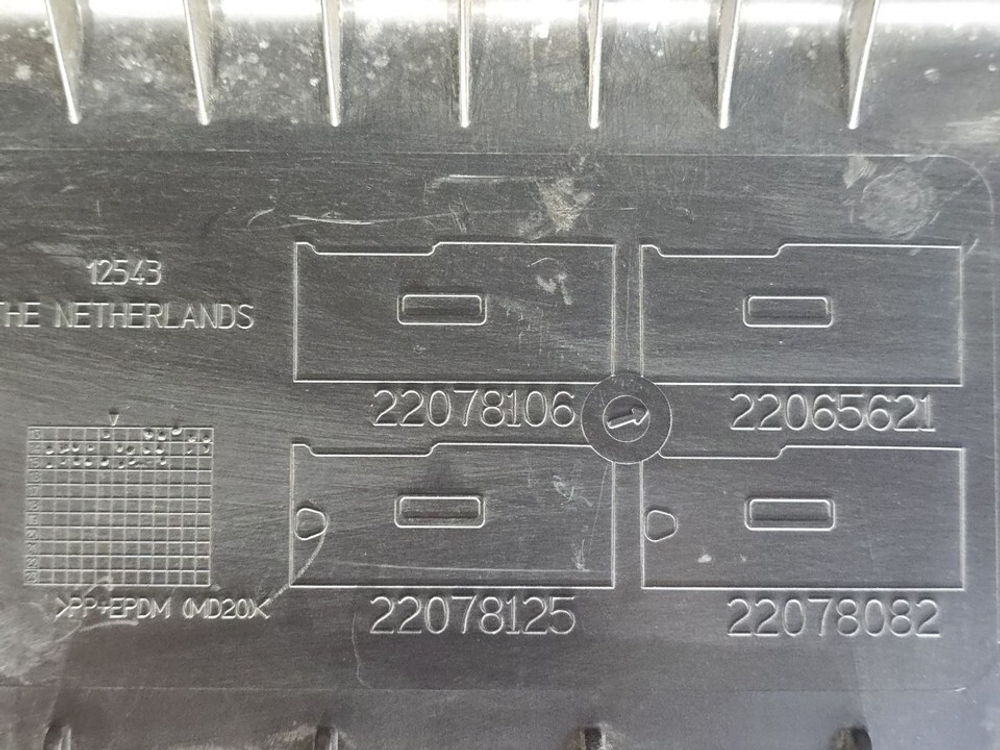 12543
THE NETHERLANDS
22078106
22065621
>PP+EPDM (MD20)<
22078125
22078082